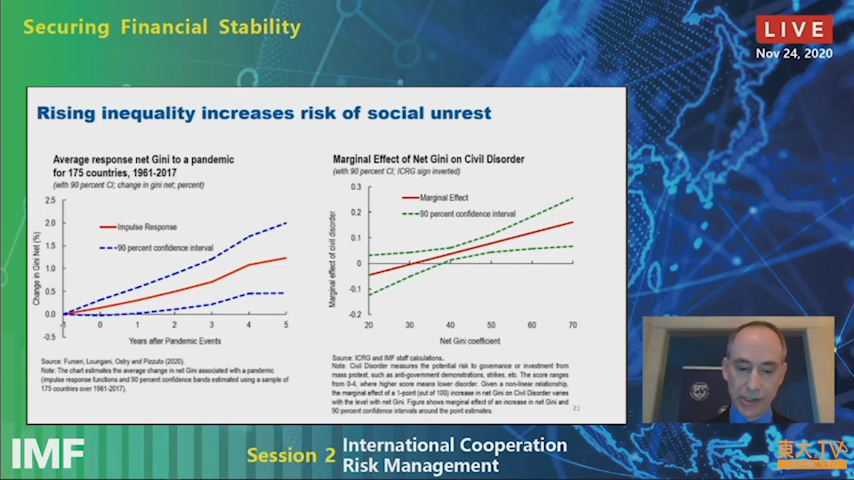 Securing Financial Stability
LIVE
Nov 24, 2020
Rising inequality increases risk of social unrest
Average response net Gini to a pandemic
for 175 countries, 1961-2017
(with 90 percent CI; change in gini net; percent)
Change in Gini Net (%)
2.5
2.0
1.5
1.0
0.5
0.0
-0.5
Impulse Response
90 percent confidence interval
-1 0 1 2 3 4 5
Years after Pandemic Events
Source: Furceri, Loungani, Ostry and Pizzuto (2020).
Note: The chart estimates the average change in net Gini associated with a pandemic
(impulse response functions and 90 percent confidence bands estimated using a sample of
175 countries over 1961-2017).
Marginal Effect of Net Gini on Civil Disorder
(with 90 percent CI; ICRG sign inverted)
Marginal effect of civil disorder
0.3
0.2
0.1
0
-0.1
-0.2
Marginal Effect
90 percent confidence interval
20 30 40 50 60 70
Net Gini coefficient
Source: ICRG and IMF staff calculations.
Note: Civil Disorder measures the potential risk to governance or investment from
mass protest, such as anti-government demonstrations, strikes, etc. The score ranges
from 0-4, where higher score means lower disorder. Given a non-linear relationship,
the marginal effect of a 1-point (out of 100) increase in net Gini on Civil Disorder varies
with the level with net Gini. Figure shows marginal effect of an increase in net Gini and
90 percent confidence intervals around the point estimates.
21
IMF
Session 2
International Cooperation
Risk Management
東大.TV